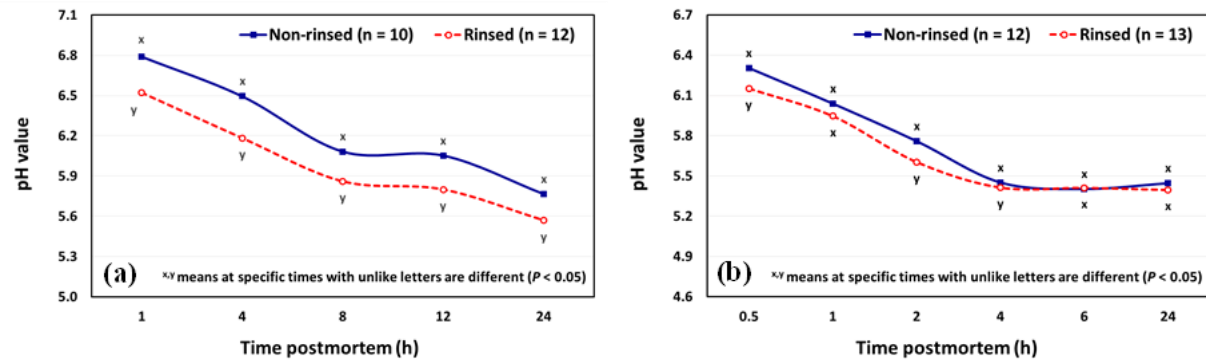 7.1
Non-rinsed (n = 10) Rinsed (n = 12)
6.8
6.5
6.2
5.9
5.6
5.3
5.0
pH value
x x x x x
y y y y y
(a)
x,y means at specific times with unlike letters are different (P < 0.05)
1 4 8 12 24
Time postmortem (h)
6.7
Non-rinsed (n = 12) Rinsed (n = 13)
6.4
6.1
5.8
5.5
5.2
4.9
4.6
pH value
x x x x x x
y x y y x x
(b)
x,y means at specific times with unlike letters are different (P < 0.05)
0.5 1 2 4 6 24
Time postmortem (h)